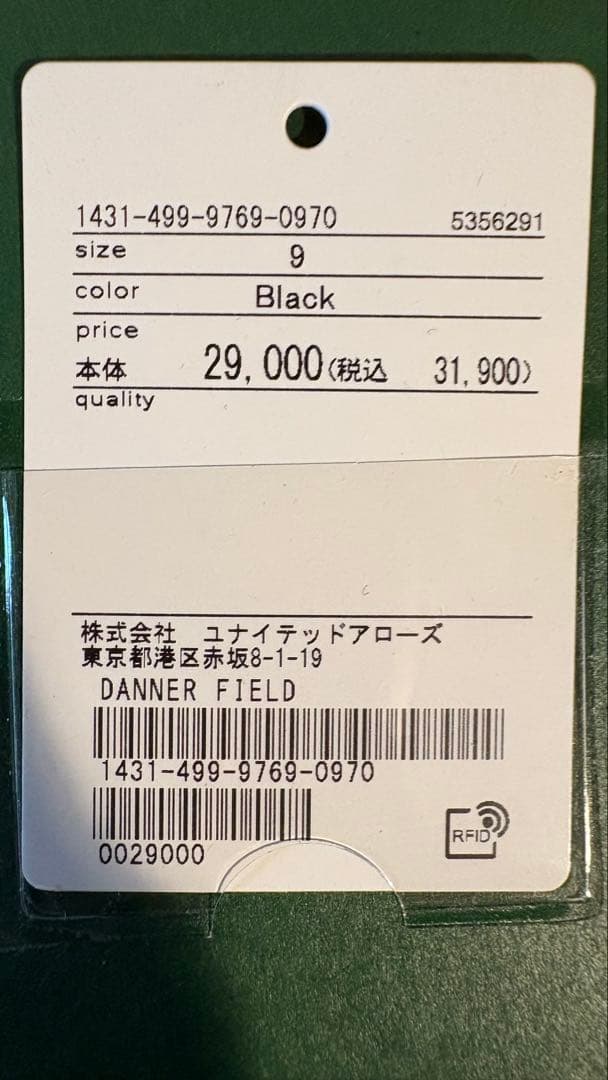 1431-499-9769-0970 5356291
size 9
color Black
price
本体 29,000(税込 31,900)
quality
株式会社 ユナイテッドアローズ
東京都港区赤坂8-1-19
DANNER FIELD
1431-499-9769-0970
0029000
RFID